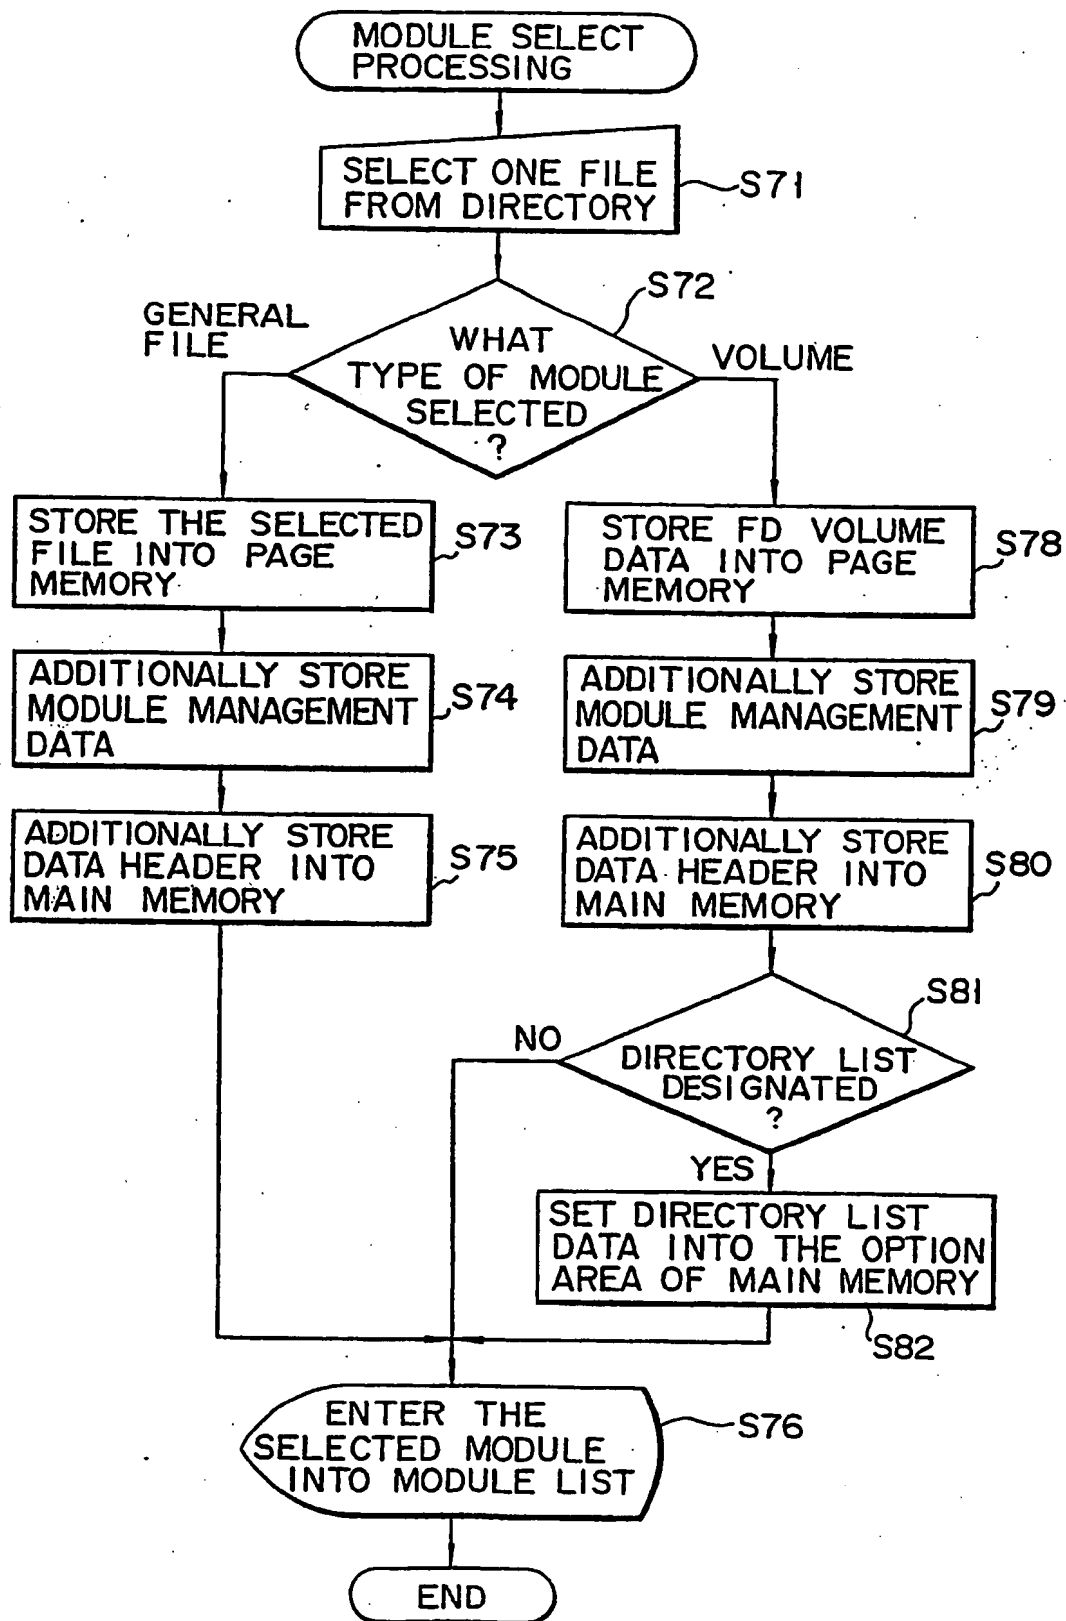 MODULE SELECT
PROCESSING
SELECT ONE FILE
FROM DIRECTORY
S71
S72
GENERAL
FILE
WHAT
TYPE OF MODULE
SELECTED
?
VOLUME
STORE THE SELECTED
FILE INTO PAGE
MEMORY
S73
STORE FD VOLUME
DATA INTO PAGE
MEMORY
S78
ADDITIONALLY STORE
MODULE MANAGEMENT
DATA
S74
ADDITIONALLY STORE
MODULE MANAGEMENT
DATA
S79
ADDITIONALLY STORE
DATA HEADER INTO
MAIN MEMORY
S75
ADDITIONALLY STORE
DATA HEADER INTO
MAIN MEMORY
S80
S81
NO
DIRECTORY LIST
DESIGNATED
?
YES
SET DIRECTORY LIST
DATA INTO THE OPTION
AREA OF MAIN MEMORY
S82
ENTER THE
SELECTED MODULE
INTO MODULE LIST
S76
END